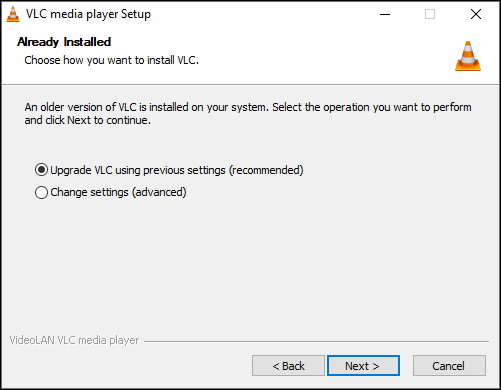 VLC media player Setup
Already Installed
Choose how you want to install VLC.
An older version of VLC is installed on your system. Select the operation you want to perform
and click Next to continue.
Upgrade VLC using previous settings (recommended)
Change settings (advanced)
VideoLAN VLC media player
< Back
Next >
Cancel